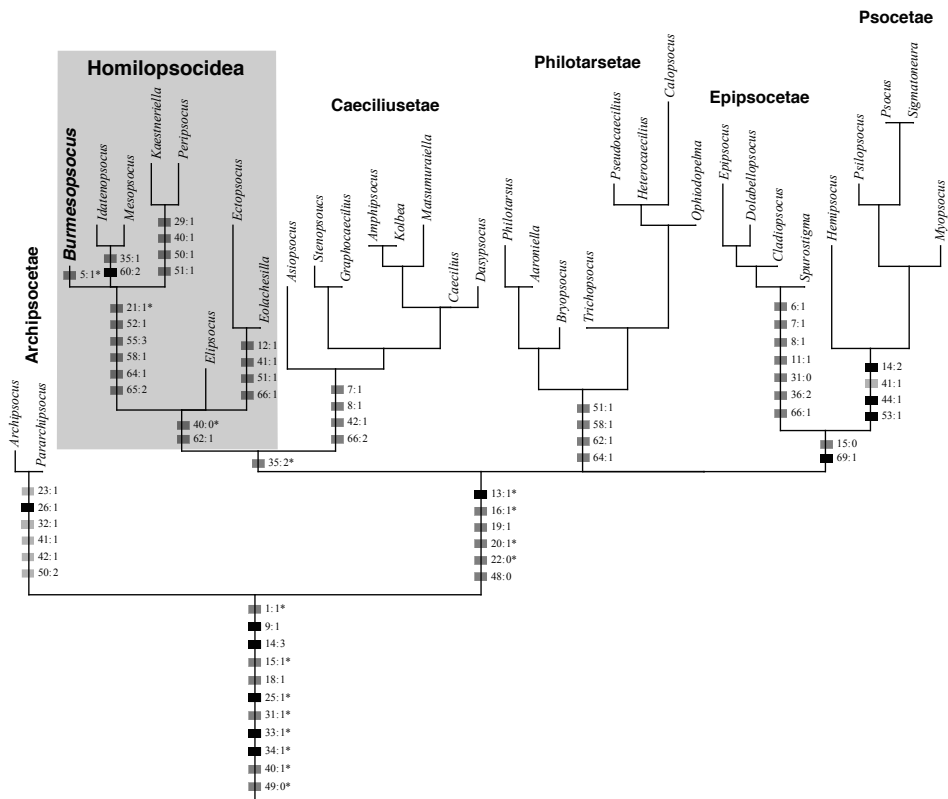 Psocetae
Homilopsocidea
Philotarsetae
Caeciliusetae
Epipsocetae
Archipsocetae
Archipsocus
Pararchipsocus
Burmesopsocus
Idatenopsocus
Mesopsocus
Kaestneriella
Peripsocus
Elipsocus
Ectopsocus
Eolachesilla
Asiopsocus
Stenopsoucs
Graphocaecilius
Amphipsocus
Kolbea
Matsumuraiella
Caecilius
Dasypsocus
Philotarsus
Aaroniella
Bryopsocus
Trichopsocus
Pseudocaecilius
Heterocaecilius
Calopsocus
Ophiodopelma
Epipsocus
Dolabellopsocus
Cladiopsocus
Spurostigma
Hemipsocus
Psilopsocus
Psocus
Sigmatoneura
Myopsocus
5:1*
35:1
60:2
29:1
40:1
50:1
51:1
21:1*
52:1
55:3
58:1
64:1
65:2
12:1
41:1
51:1
66:1
40:0*
62:1
7:1
8:1
42:1
66:2
35:2*
51:1
58:1
62:1
64:1
6:1
7:1
8:1
11:1
31:0
36:2
66:1
14:2
41:1
44:1
53:1
15:0
69:1
23:1
26:1
32:1
41:1
42:1
50:2
13:1*
16:1*
19:1
20:1*
22:0*
48:0
1:1*
9:1
14:3
15:1*
18:1
25:1*
31:1*
33:1*
34:1*
40:1*
49:0*